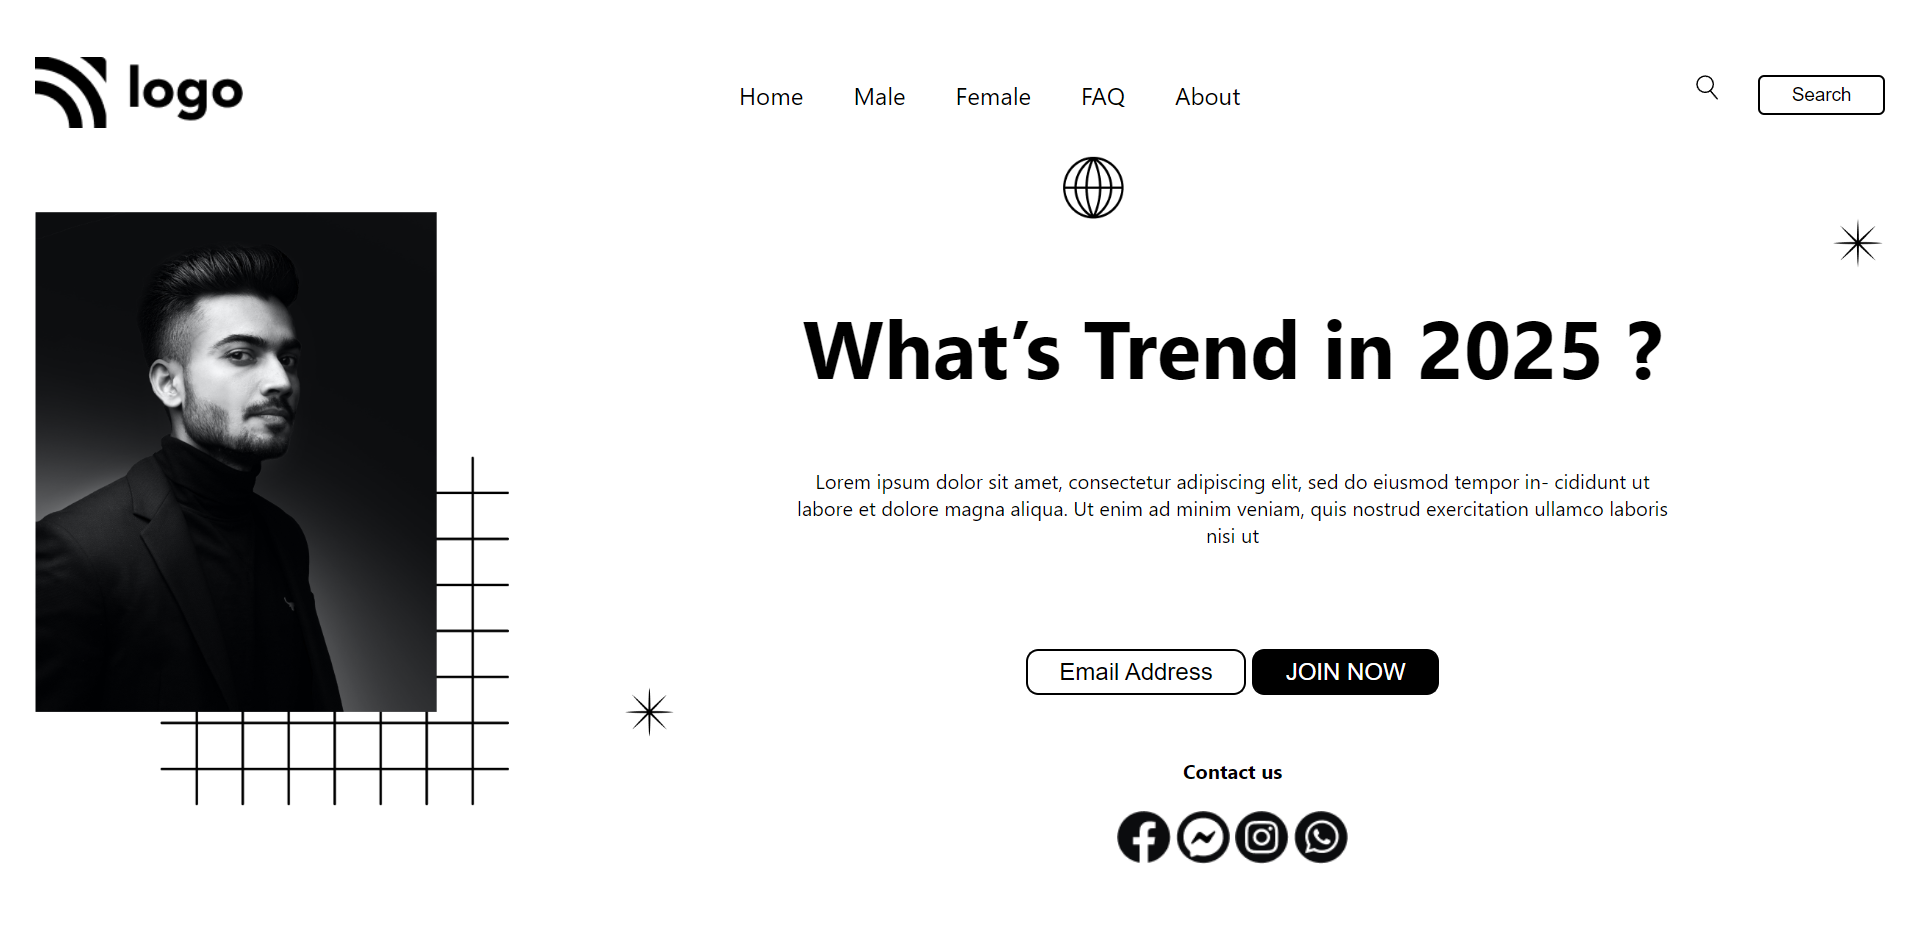 logo
Home Male Female FAQ About
Search
What’s Trend in 2025 ?
Lorem ipsum dolor sit amet, consectetur adipiscing elit, sed do eiusmod tempor in- cididunt ut
labore et dolore magna aliqua. Ut enim ad minim veniam, quis nostrud exercitation ullamco laboris
nisi ut
Email Address JOIN NOW
Contact us